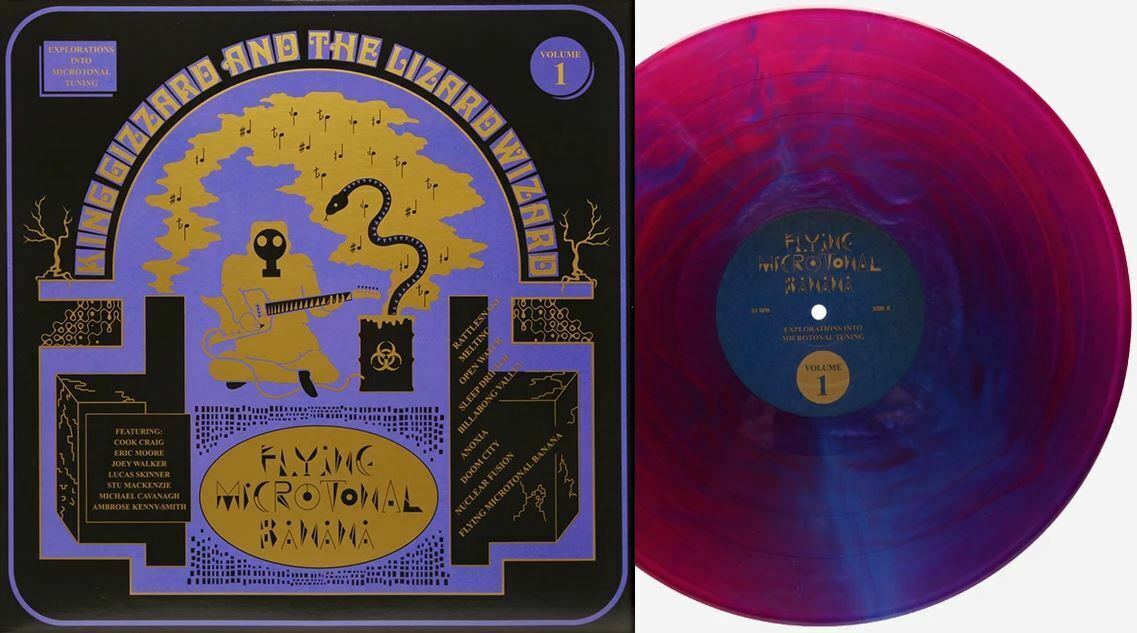 EXPLORATIONS
INTO
MICROTONAL
TUNING
KING GIZZARD AND THE LIZARD WIZARD
VOLUME
1
RATTLESNAKE
MELTING
OPEN WATER
SLEEP DRIFTER
BILLABONG VALLEY
ANOXIA
DOOM CITY
NUCLEAR FUSION
FLYING MICROTONAL BANANA
FEATURING:
COOK CRAIG
ERIC MOORE
JOEY WALKER
LUCAS SKINNER
STU MACKENZIE
MICHAEL CAVANAGH
AMBROSE KENNY-SMITH
FLYING
MICROTONAL
BANANA
FLYING
MICROTONAL
BANANA
EXPLORATIONS INTO
MICROTONAL TUNING
VOLUME
1